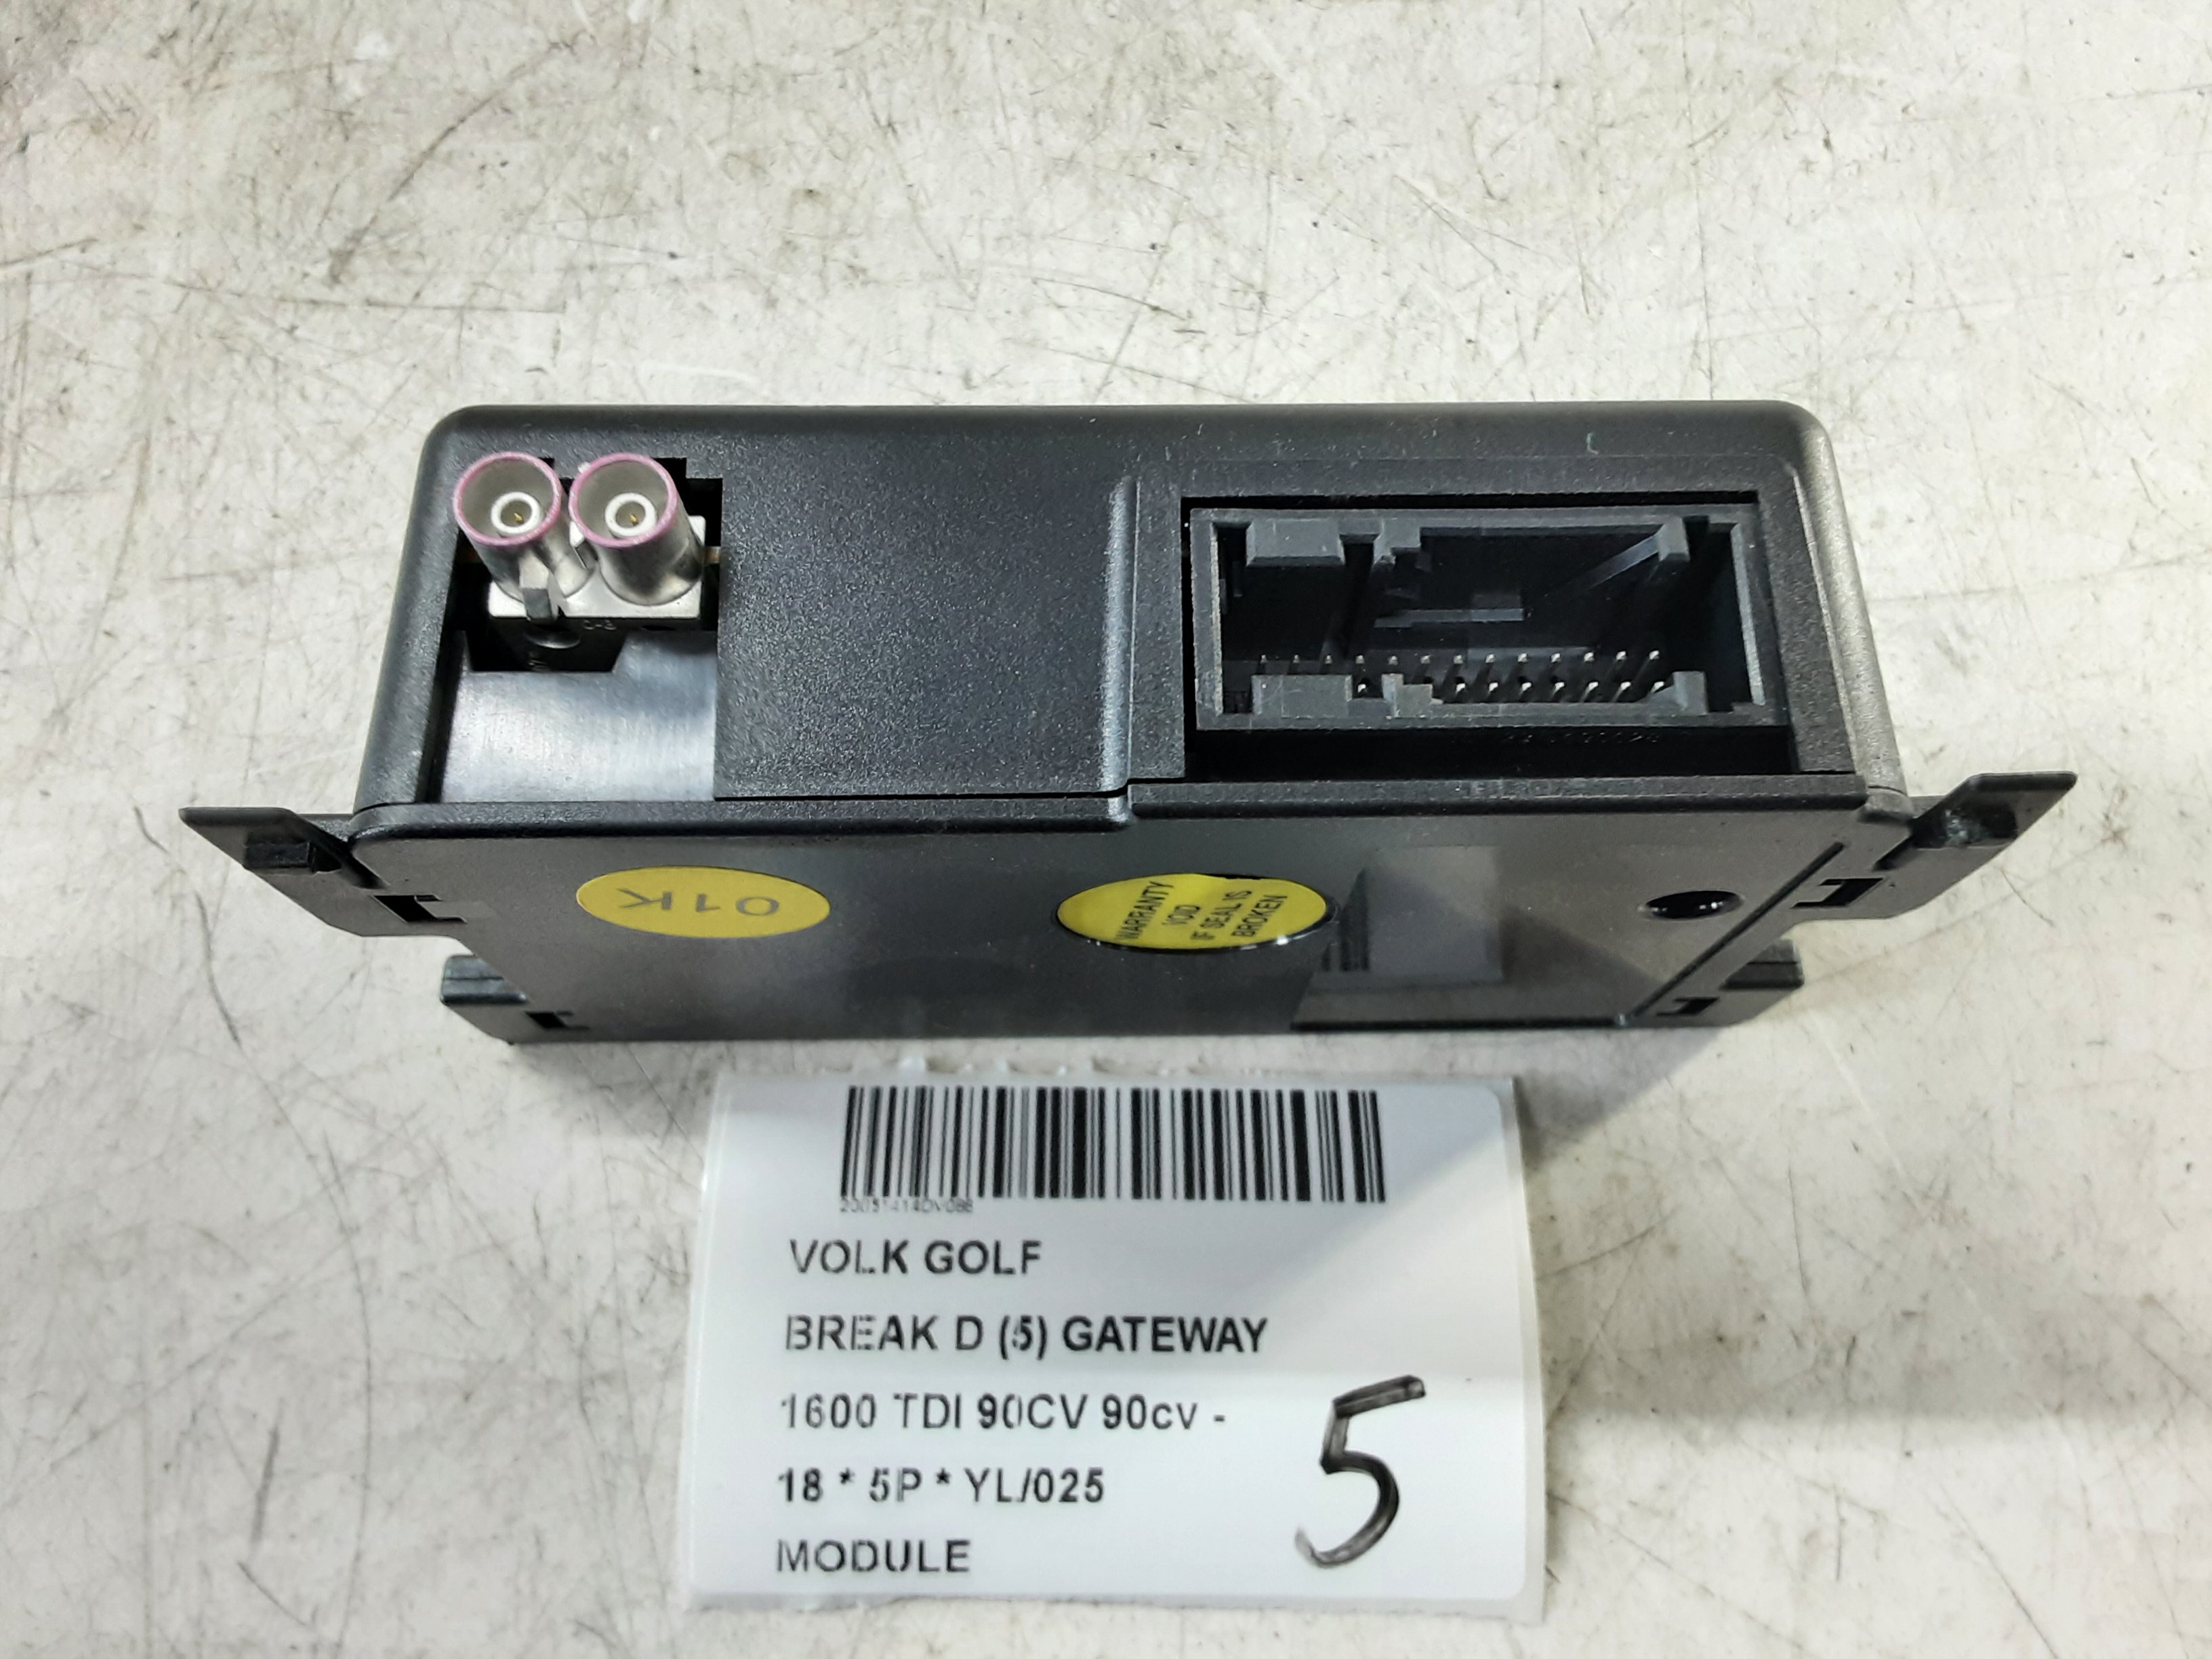 01K
WARRANTY
VOID
IF SEAL IS
BROKEN
VOLK GOLF
BREAK D (5) GATEWAY
1600 TDI 90CV 90cv -
18 * 5P * YL/025
MODULE
5